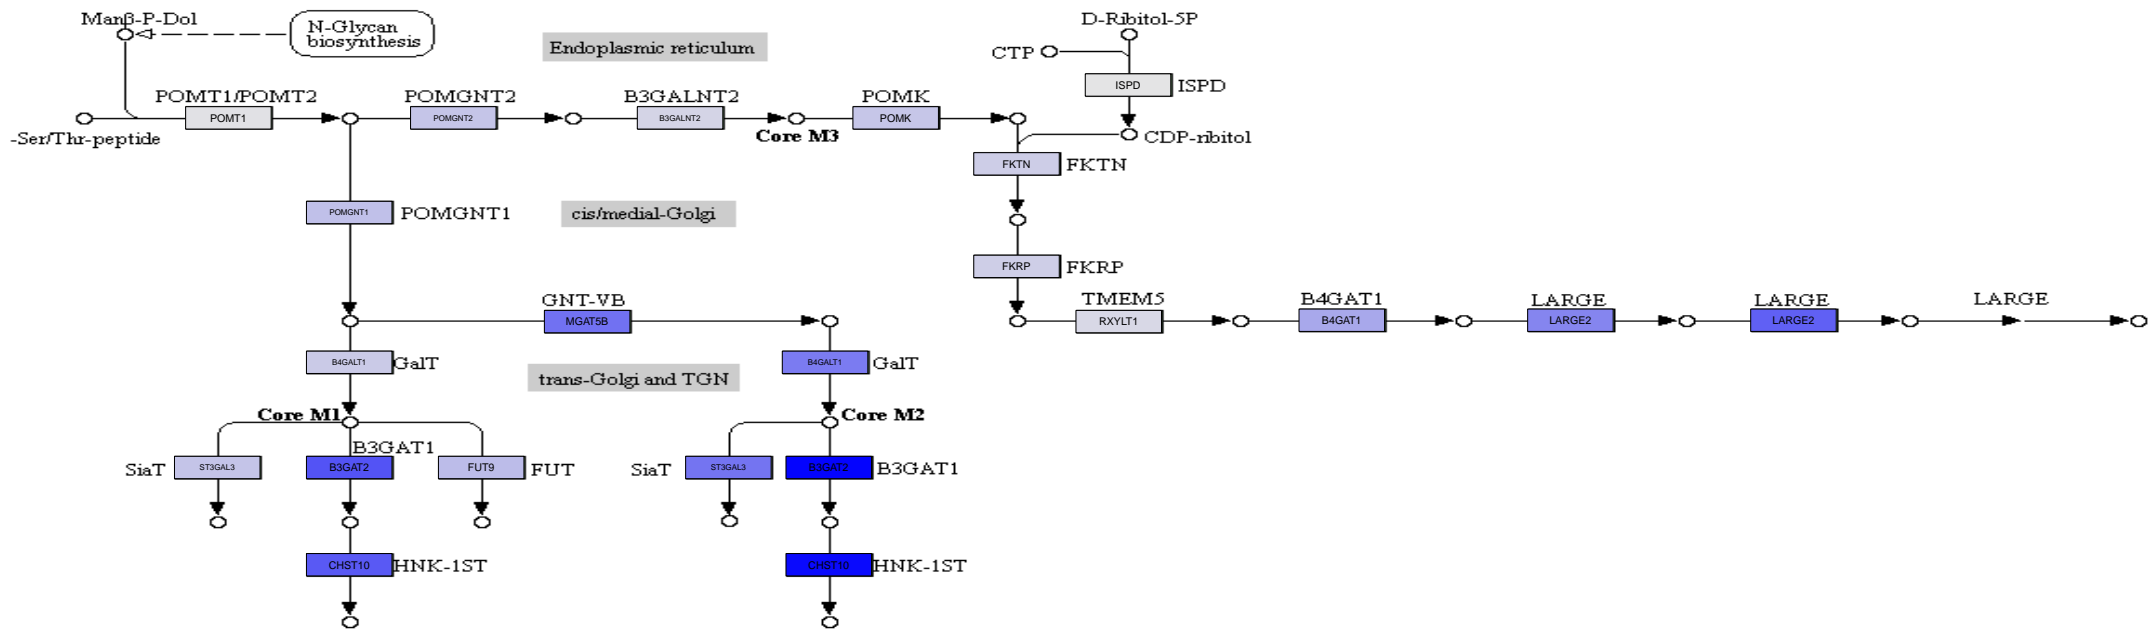 Manβ-P-Dol
N-Glycan
biosynthesis
Endoplasmic reticulum
D-Ribitol-5P
CTP
ISPD
ISPD
POMT1/POMT2
POMGNT2
B3GALNT2
POMK
POMT1
POMGNT2
B3GALNT2
POMK
-Ser/Thr-peptide
Core M3
CDP-ribitol
FKTN
FKTN
POMGNT1
POMGNT1
cis/medial-Golgi
FKRP
FKRP
GNT-VB
TMEM5
B4GAT1
LARGE
LARGE
LARGE
MGAT5B
RXYLT1
B4GAT1
LARGE2
LARGE2
B4GALT1
GalT
B4GALT1
GalT
trans-Golgi and TGN
Core M1
Core M2
B3GAT1
SiaT
ST3GAL3
B3GAT2
FUT9
FUT
SiaT
ST3GAL3
B3GAT2
B3GAT1
CHST10
HNK-1ST
CHST10
HNK-1ST